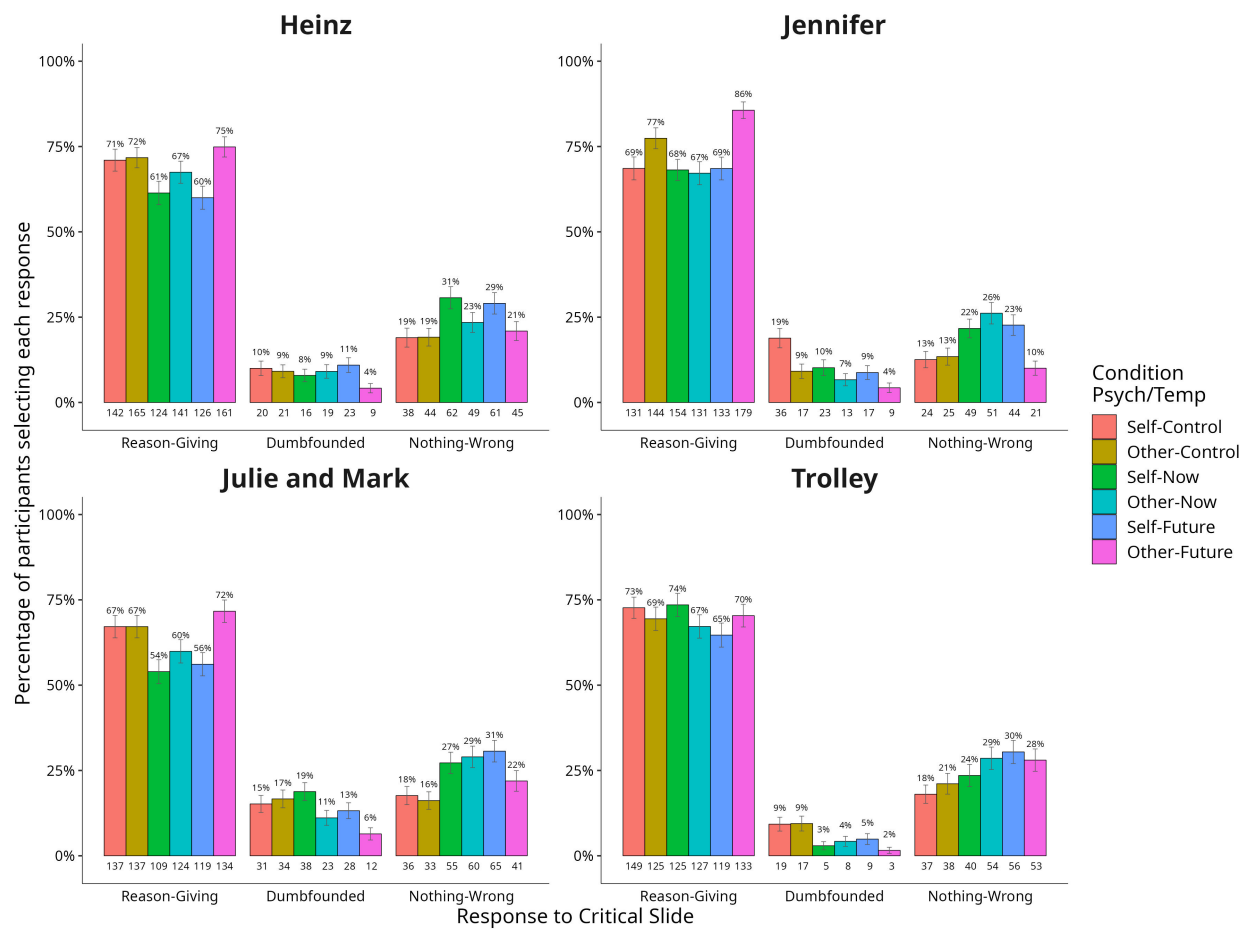 Heinz
Jennifer
100%
75%
50%
25%
0%
71% 72% 61% 67% 60% 75%
10% 9% 8% 9% 11% 4%
19% 19% 31% 23% 29% 21%
142 165 124 141 126 161
20 21 16 19 23 9
38 44 62 49 61 45
Reason-Giving Dumbfounded Nothing-Wrong
100%
75%
50%
25%
0%
69% 77% 68% 67% 69% 86%
19% 9% 10% 7% 9% 4%
13% 13% 22% 26% 23% 10%
131 144 154 131 133 179
36 17 23 13 17 9
24 25 49 51 44 21
Reason-Giving Dumbfounded Nothing-Wrong
Julie and Mark
Trolley
100%
75%
50%
25%
0%
67% 67% 54% 60% 56% 72%
15% 17% 19% 11% 13% 6%
18% 16% 27% 29% 31% 22%
137 137 109 124 119 134
31 34 38 23 28 12
36 33 55 60 65 41
Reason-Giving Dumbfounded Nothing-Wrong
100%
75%
50%
25%
0%
73% 69% 74% 67% 65% 70%
9% 9% 3% 4% 5% 2%
18% 21% 24% 29% 30% 28%
149 125 125 127 119 133
19 17 5 8 9 3
37 38 40 54 56 53
Reason-Giving Dumbfounded Nothing-Wrong
Percentage of participants selecting each response
Response to Critical Slide
Condition
Psych/Temp
Self-Control
Other-Control
Self-Now
Other-Now
Self-Future
Other-Future